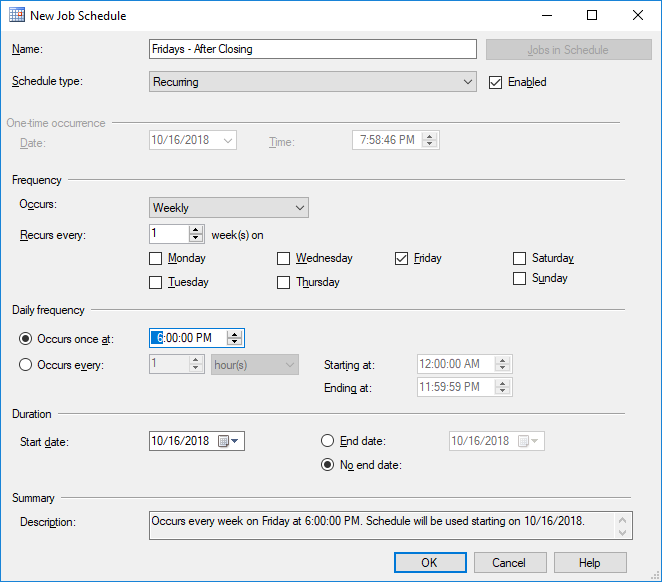 New Job Schedule
Name: Fridays - After Closing Jobs in Schedule
Schedule type: Recurring Enabled
One-time occurrence
Date: 10/16/2018 Time: 7:58:46 PM
Frequency
Occurs: Weekly
Recurs every: 1 week(s) on
Monday Wednesday Friday Saturday
Tuesday Thursday Sunday
Daily frequency
Occurs once at: 6:00:00 PM
Occurs every: 1 hour(s) Starting at: 12:00:00 AM
Ending at: 11:59:59 PM
Duration
Start date: 10/16/2018 End date: 10/16/2018
No end date:
Summary
Description: Occurs every week on Friday at 6:00:00 PM. Schedule will be used starting on 10/16/2018.
OK Cancel Help